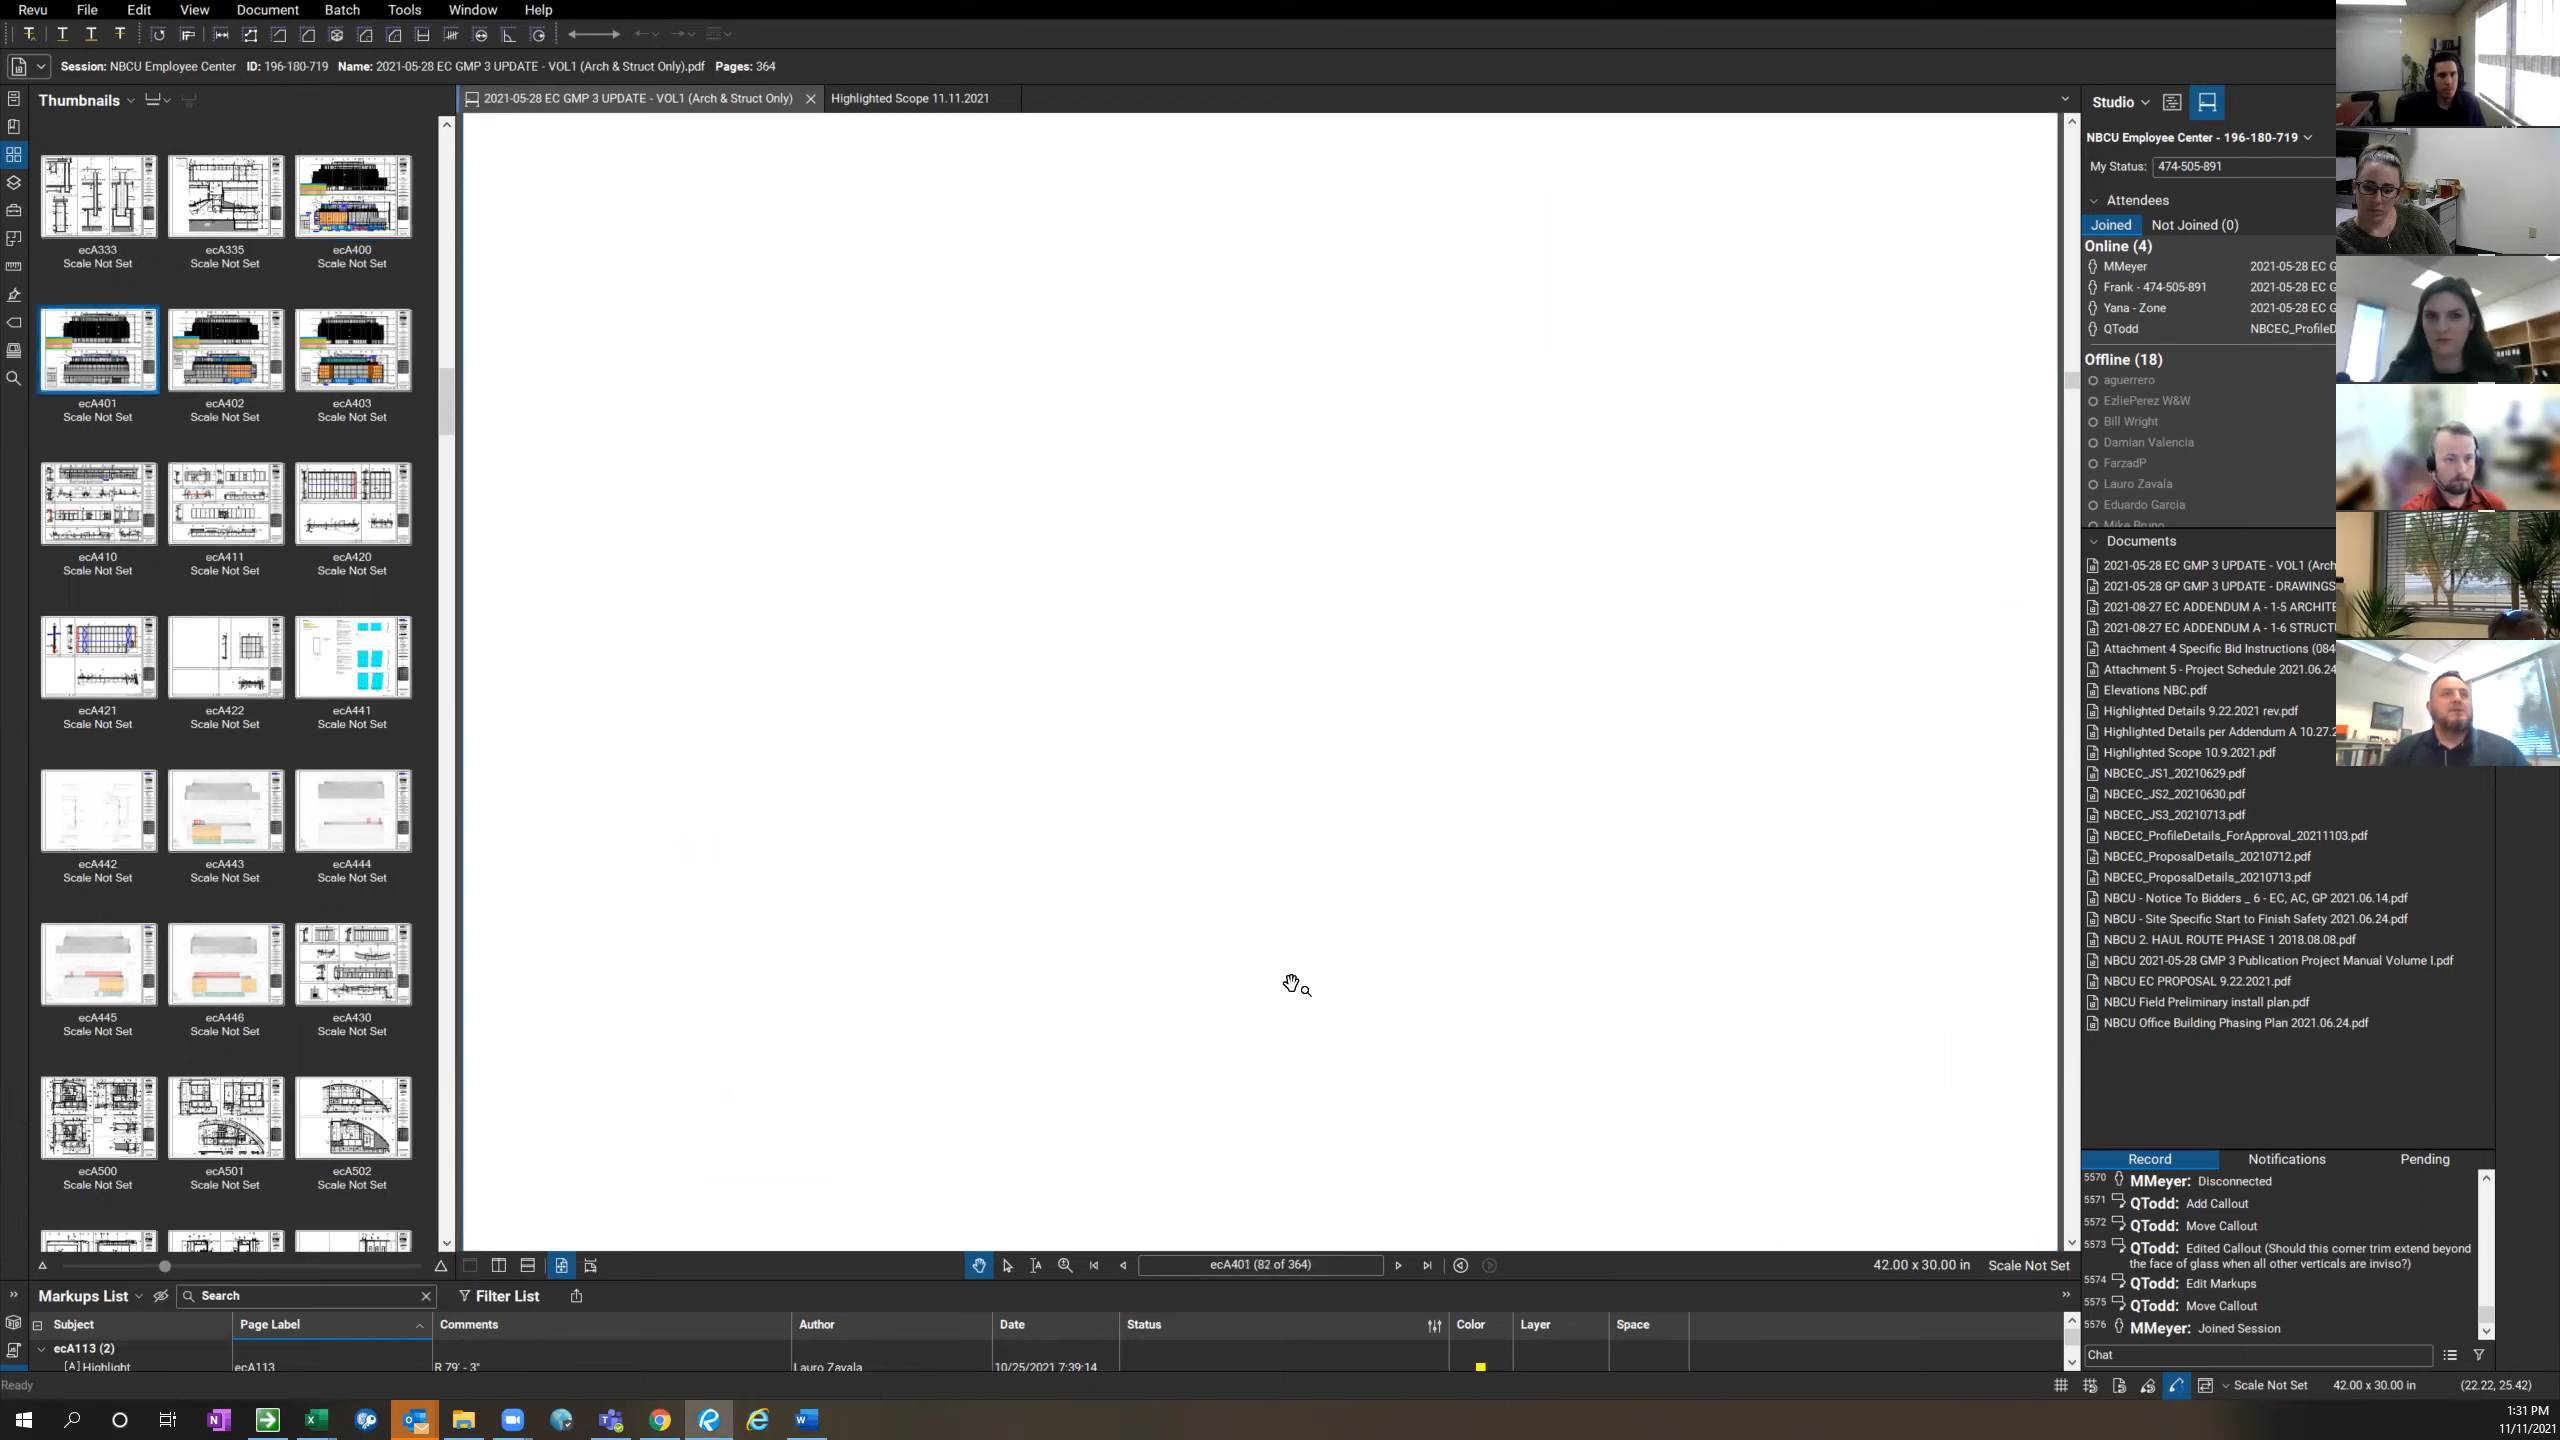 Revu File Edit View Document Batch Tools Window Help
Session: NBCU Employee Center ID: 196-180-719 Name: 2021-05-28 EC GMP 3 UPDATE - VOL1 (Arch & Struct Only).pdf Pages: 364
Thumbnails
2021-05-28 EC GMP 3 UPDATE - VOL1 (Arch & Struct Only)
Highlighted Scope 11.11.2021
ecA333 ecA335 ecA400
Scale Not Set Scale Not Set Scale Not Set
ecA401 ecA402 ecA403
Scale Not Set Scale Not Set Scale Not Set
ecA410 ecA411 ecA420
Scale Not Set Scale Not Set Scale Not Set
ecA421 ecA422 ecA441
Scale Not Set Scale Not Set Scale Not Set
ecA442 ecA443 ecA444
Scale Not Set Scale Not Set Scale Not Set
ecA445 ecA446 ecA430
Scale Not Set Scale Not Set Scale Not Set
ecA500 ecA501 ecA502
Scale Not Set Scale Not Set Scale Not Set
Studio
NBCU Employee Center - 196-180-719
My Status: 474-505-891
Attendees
Joined Not Joined (0)
Online (4)
MMeyer 2021-05-28 EC G
Frank - 474-505-891 2021-05-28 EC G
Yana - Zone 2021-05-28 EC G
QTodd NBCEC_ProfileD
Offline (18)
aguerrero
EzliePerez W&W
Bill Wright
Damian Valencia
FarzadP
Lauro Zavala
Eduardo Garcia
Mike Bruno
Documents
2021-05-28 EC GMP 3 UPDATE - VOL1 (Arch
2021-05-28 GP GMP 3 UPDATE - DRAWINGS
2021-08-27 EC ADDENDUM A - 1-5 ARCHITE
2021-08-27 EC ADDENDUM A - 1-6 STRUCT
Attachment 4 Specific Bid Instructions (084
Attachment 5 - Project Schedule 2021.06.24
Elevations NBC.pdf
Highlighted Details 9.22.2021 rev.pdf
Highlighted Details per Addendum A 10.27.2
Highlighted Scope 10.9.2021.pdf
NBCEC_JS1_20210629.pdf
NBCEC_JS2_20210630.pdf
NBCEC_JS3_20210713.pdf
NBCEC_ProfileDetails_ForApproval_20211103.pdf
NBCEC_ProposalDetails_20210712.pdf
NBCEC_ProposalDetails_20210713.pdf
NBCU - Notice To Bidders _ 6 - EC, AC, GP 2021.06.14.pdf
NBCU - Site Specific Start to Finish Safety 2021.06.24.pdf
NBCU 2. HAUL ROUTE PHASE 1 2018.08.08.pdf
NBCU 2021-05-28 GMP 3 Publication Project Manual Volume I.pdf
NBCU EC PROPOSAL 9.22.2021.pdf
NBCU Field Preliminary install plan.pdf
NBCU Office Building Phasing Plan 2021.06.24.pdf
Record Notifications Pending
5570 MMeyer: Disconnected
5571 QTodd: Add Callout
5572 QTodd: Move Callout
5573 QTodd: Edited Callout (Should this corner trim extend beyond
the face of glass when all other verticals are inviso?)
5574 QTodd: Edit Markups
5575 QTodd: Move Callout
5576 MMeyer: Joined Session
Chat
ecA401 (82 of 364)
42.00 x 30.00 in Scale Not Set
Markups List Search Filter List
Subject Page Label Comments Author Date Status Color Layer Space
ecA113 (2)
[A] Highlight ecA113 R 79' - 3" Lauro Zavala 10/25/2021 7:39:14
Ready
Scale Not Set 42.00 x 30.00 in (22.22, 25.42)
1:31 PM
11/11/2021